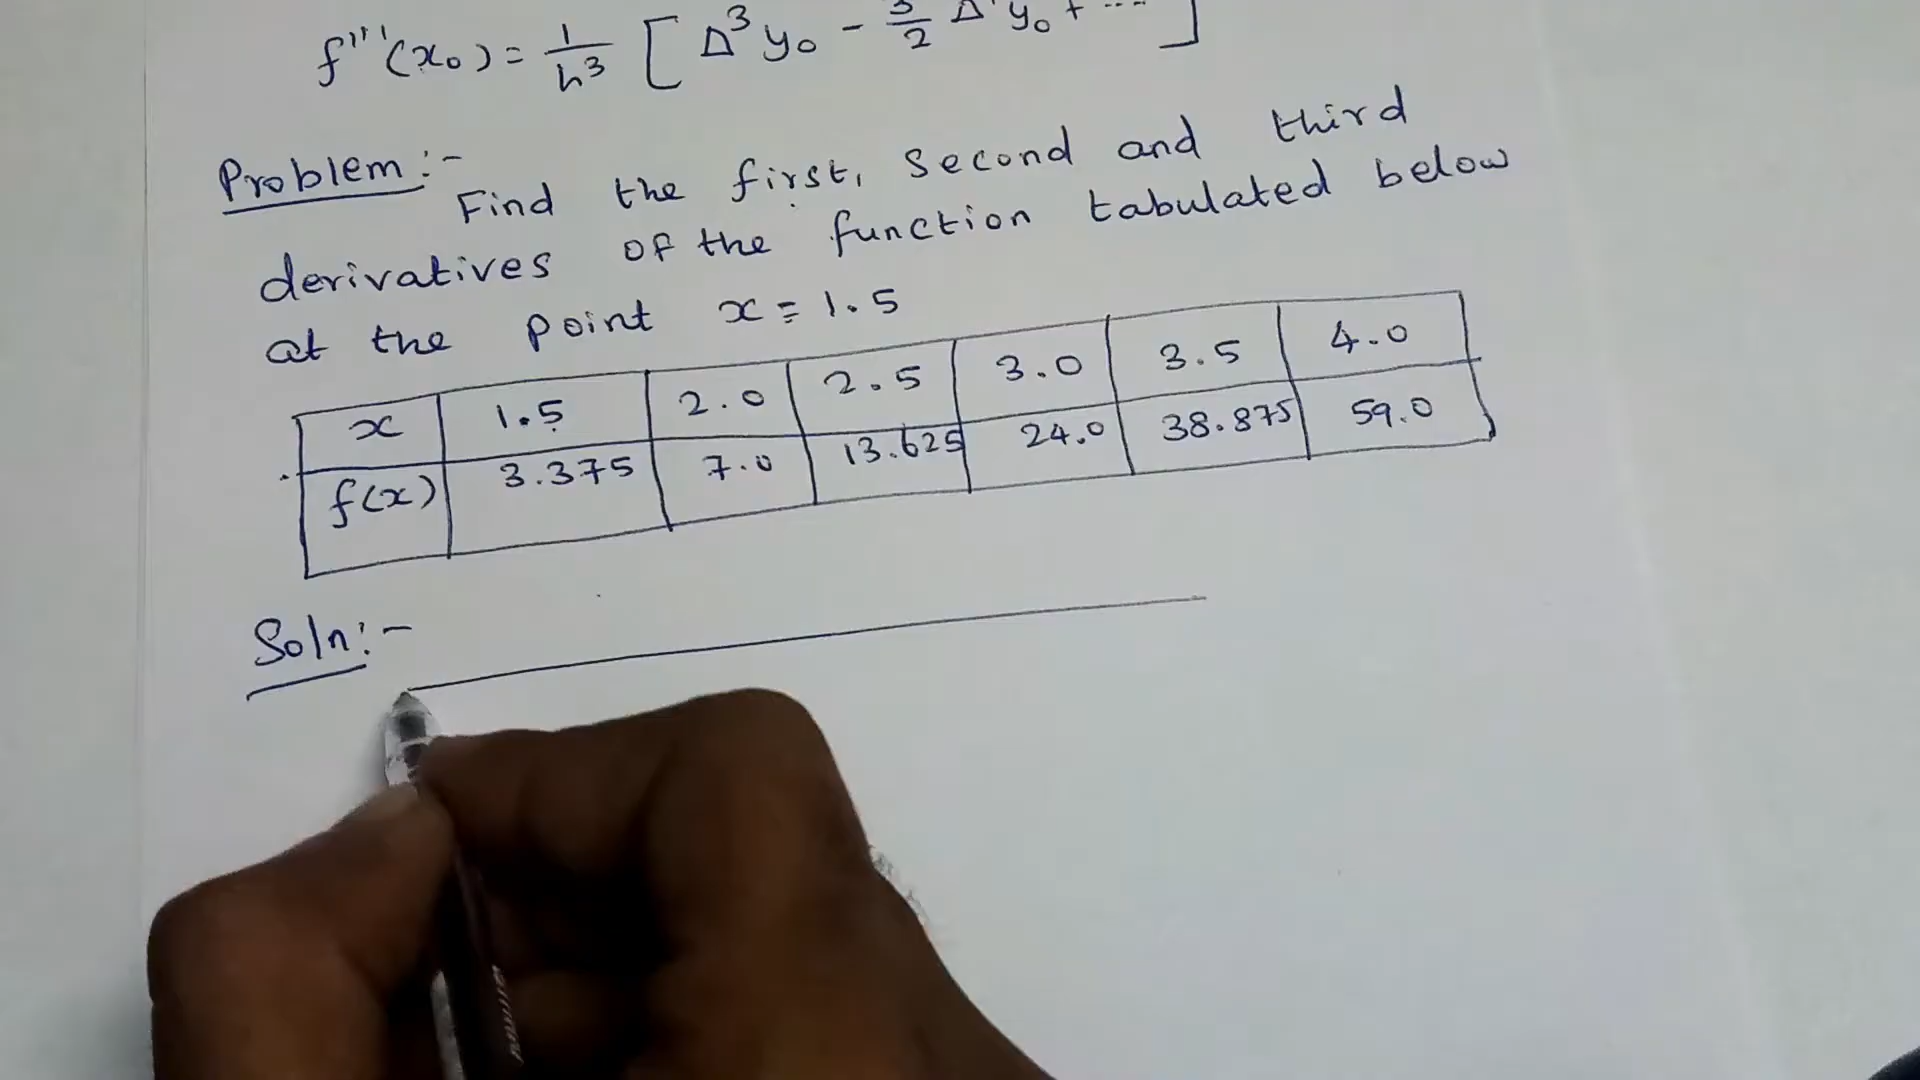 f'''(x₀) = 1/h³ [ Δ³y₀ - 3/2 Δ y₀ + ---- ]
Problem :-
Find the first, second and third
derivatives of the function tabulated below
at the point x = 1.5
x 1.5 2.0 2.5 3.0 3.5 4.0
f(x) 3.375 7.0 13.625 24.0 38.875 59.0
Soln :-